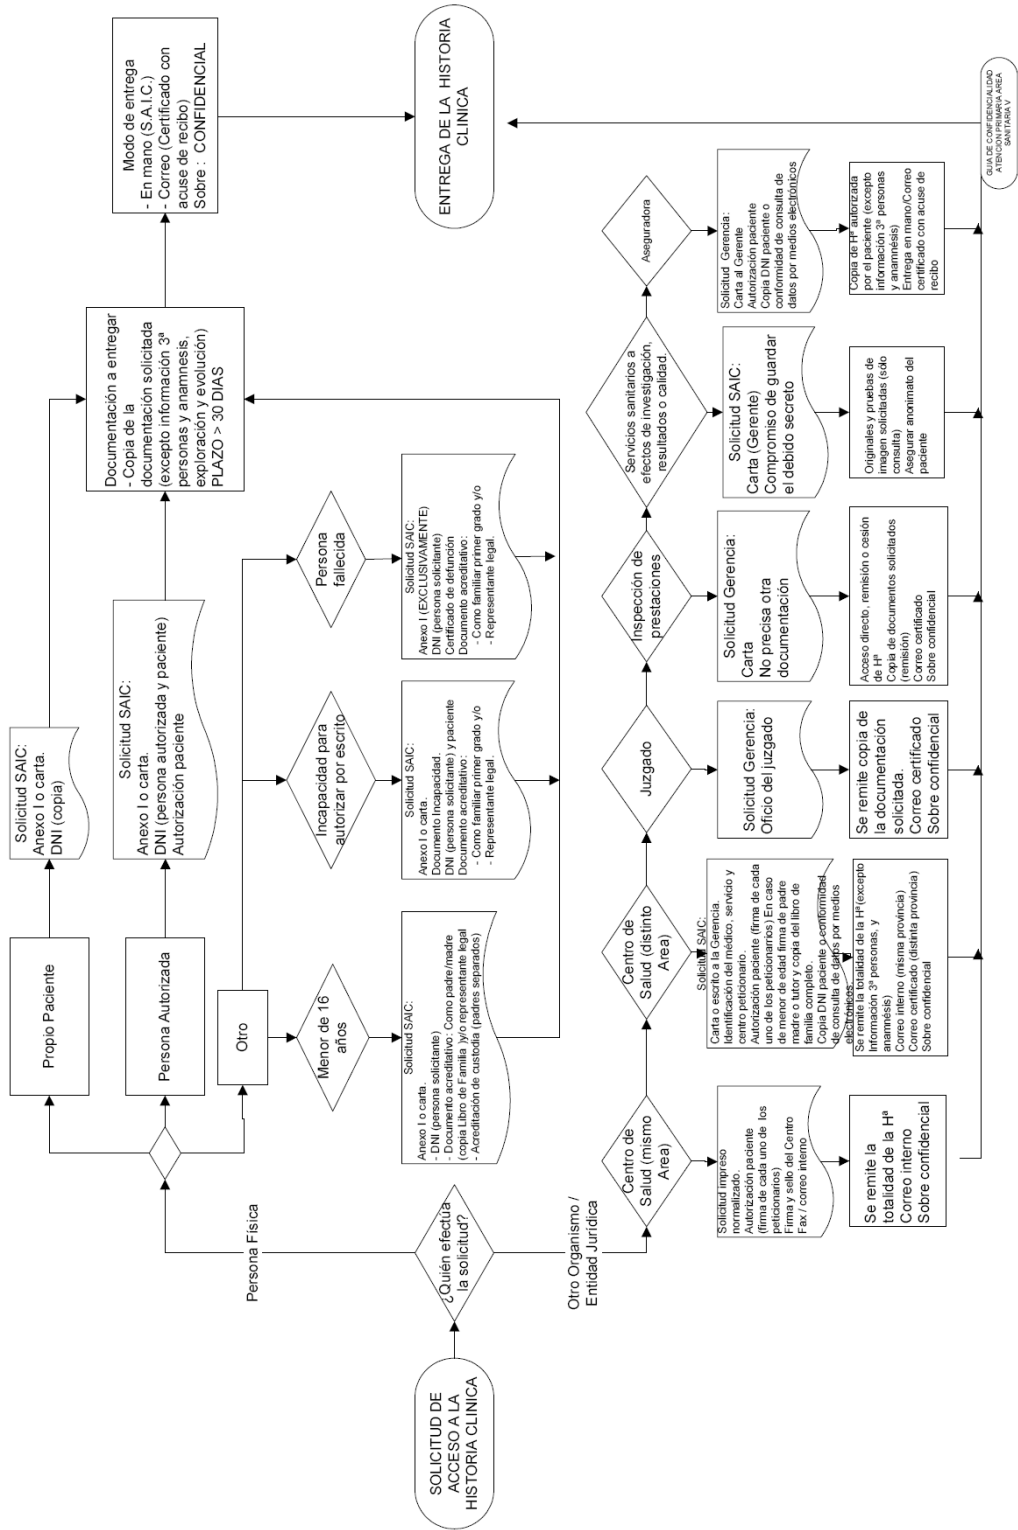 SOLICITUD DE
ACCESO A LA
HISTORIA CLINICA
¿Quién efectúa
la solicitud?
Persona Física
Otro Organismo /
Entidad Jurídica
Propio Paciente
Solicitud SAIC:
Anexo I o carta.
DNI (copia)
Persona Autorizada
Solicitud SAIC:
Anexo I o carta.
DNI (persona autorizada y paciente)
Autorización paciente
Otro
Menor de 16
años
Solicitud SAIC:
Anexo I o carta.
- DNI (persona solicitante)
- Documento acreditativo: Como padre/madre
(copia Libro de Familia )y/o representante legal
- Acreditación de custodia (padres separados)
Incapacidad para
autorizar por escrito
Solicitud SAIC:
Anexo I o carta.
Documento Incapacidad.
DNI (persona solicitante) y paciente
Documento acreditativo:
- Como familiar primer grado y/o
- Representante legal.
Persona
fallecida
Solicitud SAIC:
Anexo I (EXCLUSIVAMENTE)
DNI (persona solicitante)
Certificado de defunción
Documento acreditativo:
- Como familiar primer grado y/o
- Representante legal.
Documentación a entregar
- Copia de la
documentación solicitada
(excepto información 3ª
personas y anamnesis,
exploración y evolución)
PLAZO > 30 DIAS
Modo de entrega
- En mano (S.A.I.C.)
- Correo (Certificado con
acuse de recibo)
Sobre : CONFIDENCIAL
ENTREGA DE LA HISTORIA
CLINICA
Centro de
Salud (mismo
Area)
Solicitud impreso
normalizado.
Autorización paciente
(firma de cada uno de los
peticionarios)
Firma y sello del Centro
Fax / correo interno
Se remite la
totalidad de la Hª
Correo interno
Sobre confidencial
Centro de
Salud (distinto
Area)
Solicitud SAIC:
Carta o escrito a la Gerencia.
Identificación del médico, servicio y
centro peticionario.
Autorización paciente (firma de cada
uno de los peticionarrios) En caso
de menor de edad firma de padre
madre o tutor y copia del libro de
familia completo.
Copia DNI paciente o conformidad
de consulta de datos por medios
electrónicos.
Se remite la totalidad de la Hª (excepto
Información 3ª personas, y
anamnésis)
Correo interno (misma provincia)
Correo certificado (distinta provincia)
Sobre confidencial
Juzgado
Solicitud Gerencia:
Oficio del juzgado
Se remite copia de
la documentación
solicitada.
Correo certificado
Sobre confidencial
Inspección de
prestaciones
Solicitud Gerencia:
Carta
No precisa otra
documentación
Acceso directo, remisión o cesión
de Hª
Copia de documentos solicitados
(remisión)
Correo certificado
Sobre confidencial
Servicios sanitarios a
efectos de investigación,
resultados o calidad.
Solicitud SAIC:
Carta (Gerente)
Compromiso de guardar
el debido secreto
Originales y pruebas de
imagen solicitadas (sólo
consulta)
Asegurar anonimato del
paciente
Aseguradora
Solicitud Gerencia:
Carta al Gerente
Autorización paciente
Copia DNI paciente o
conformidad de consulta de
datos por medios electrónicos
Copia de Hª autorizada
por el paciente (excepto
información 3ª personas
y anamnésis)
Entrega en mano/Correo
certificado con acuse de
recibo
GUIA DE CONFIDENCIALIDAD
ATENCION PRIMARIA AREA
SANITARIA V